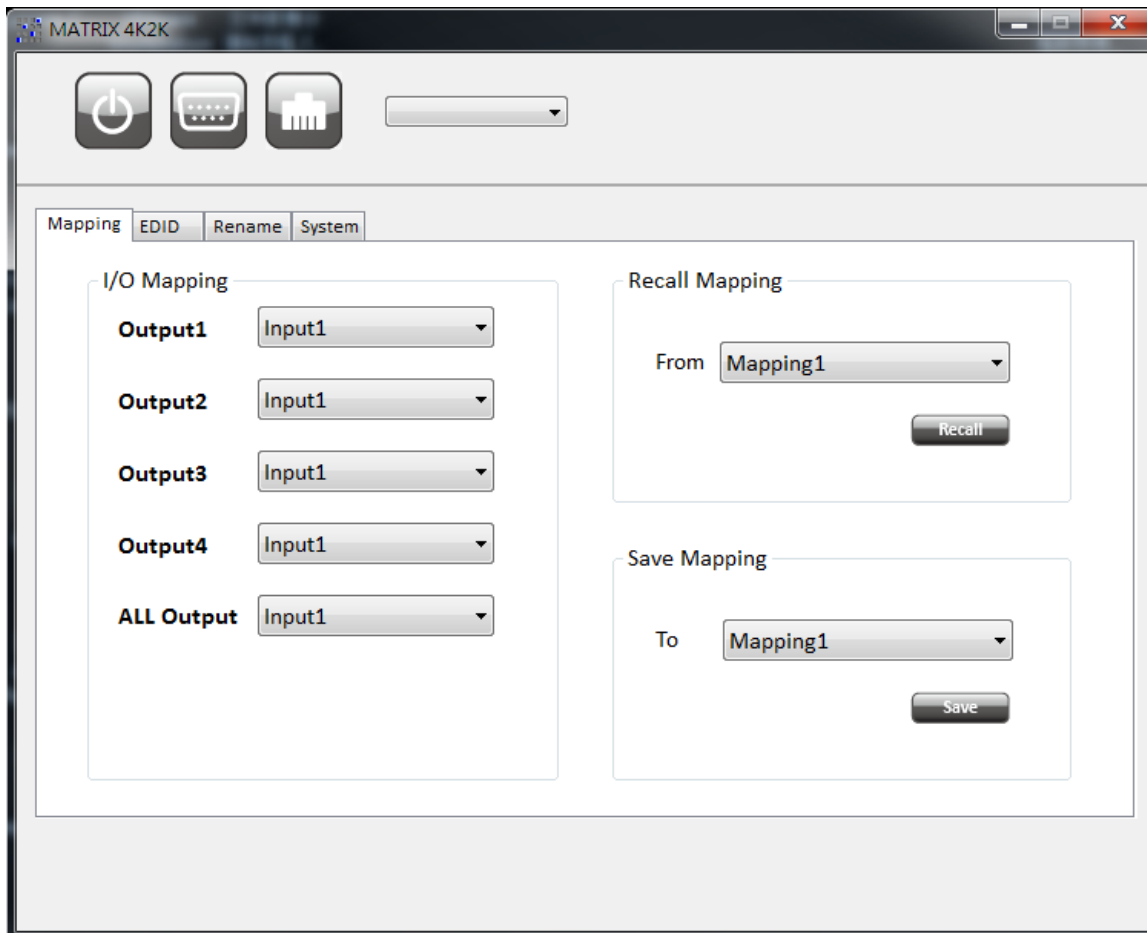 MATRIX 4K2K
Mapping EDID Rename System
I/O Mapping
Output1 Input1
Output2 Input1
Output3 Input1
Output4 Input1
ALL Output Input1
Recall Mapping
From Mapping1
Recall
Save Mapping
To Mapping1
Save